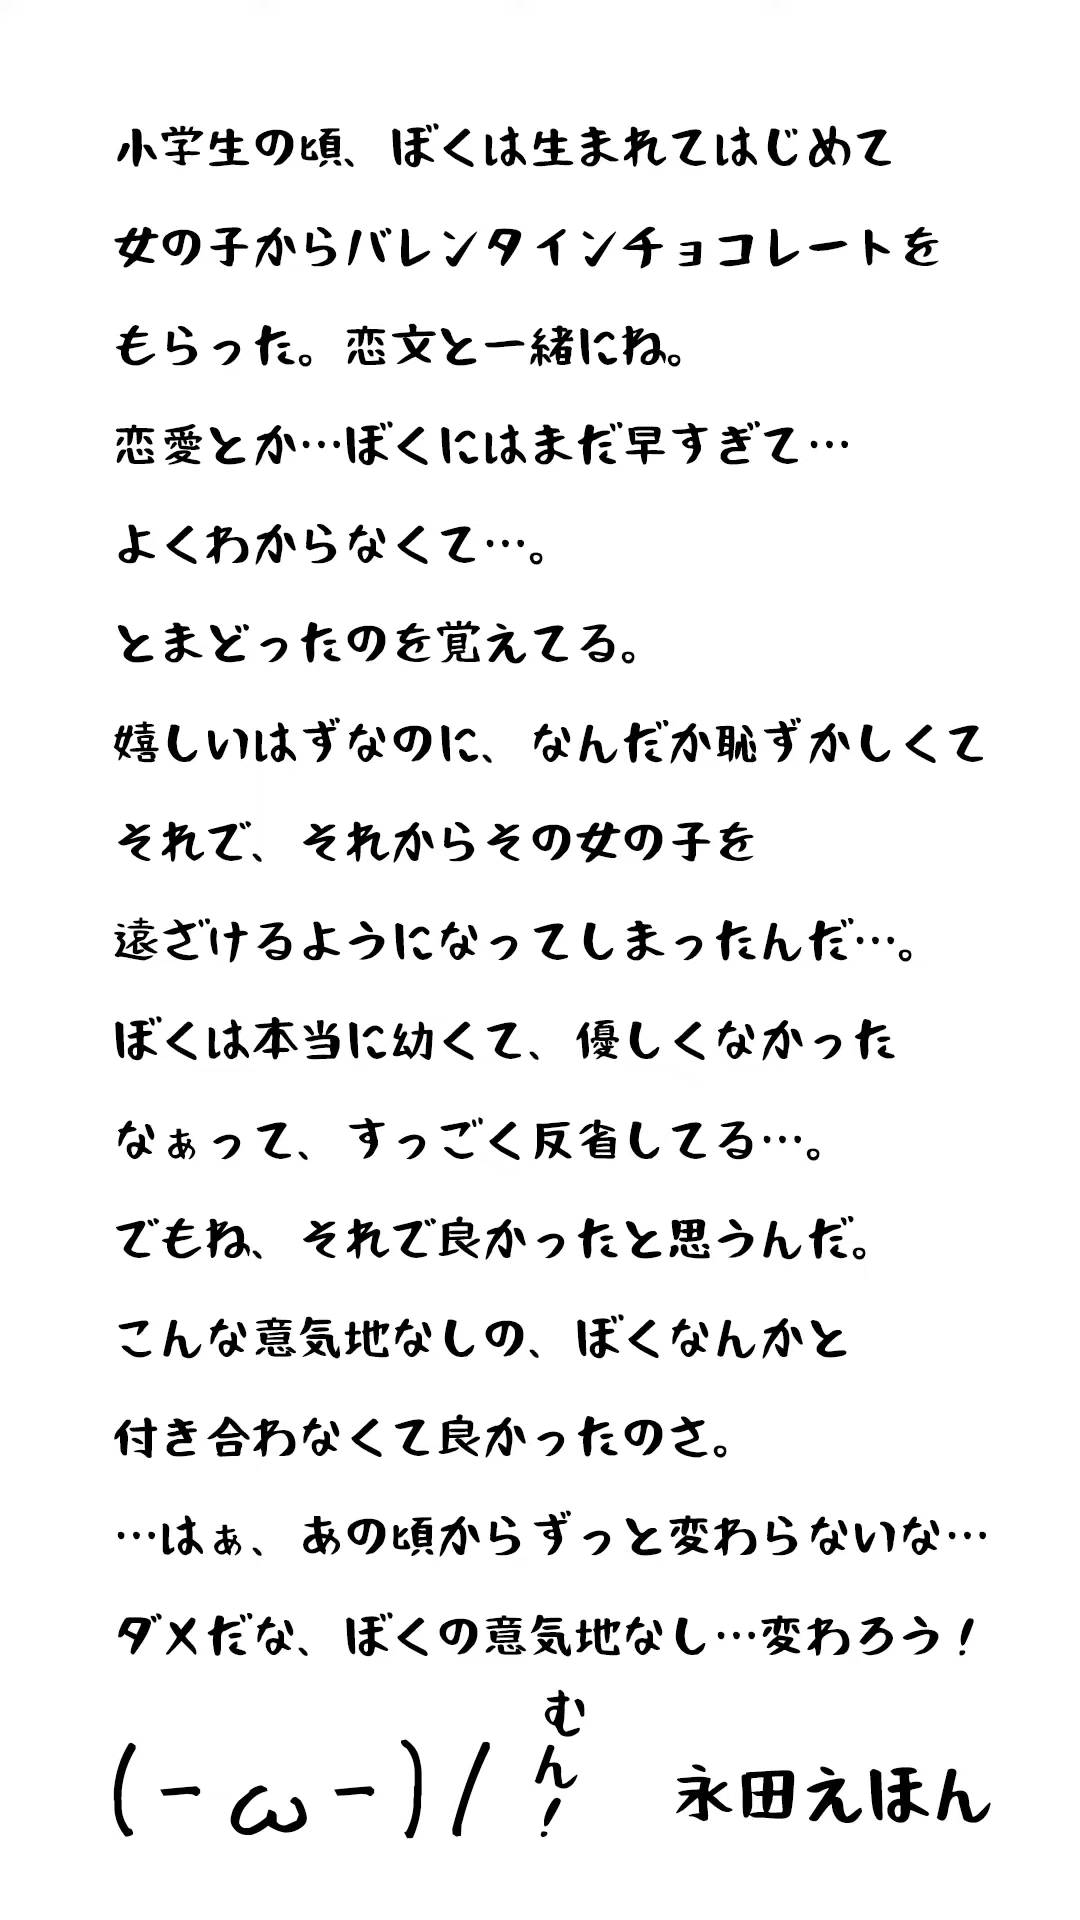 小学生の頃、ぼくは生まれてはじめて
女の子からバレンタインチョコレートを
もらった。恋文と一緒にね。
恋愛とか…ぼくにはまだ早すぎて…
よくわからなくて…。
とまどったのを覚えてる。
嬉しいはずなのに、なんだか恥ずかしくて
それで、それからその女の子を
遠ざけるようになってしまったんだ…。
ぼくは本当に幼くて、優しくなかった
なぁって、すっごく反省してる…。
でもね、それで良かったと思うんだ。
こんな意気地なしの、ぼくなんかと
付き合わなくて良かったのさ。
…はぁ、あの頃からずっと変わらないな…
ダメだな、ぼくの意気地なし…変わろう！
(-ω-)/ むん！ 永田えほん